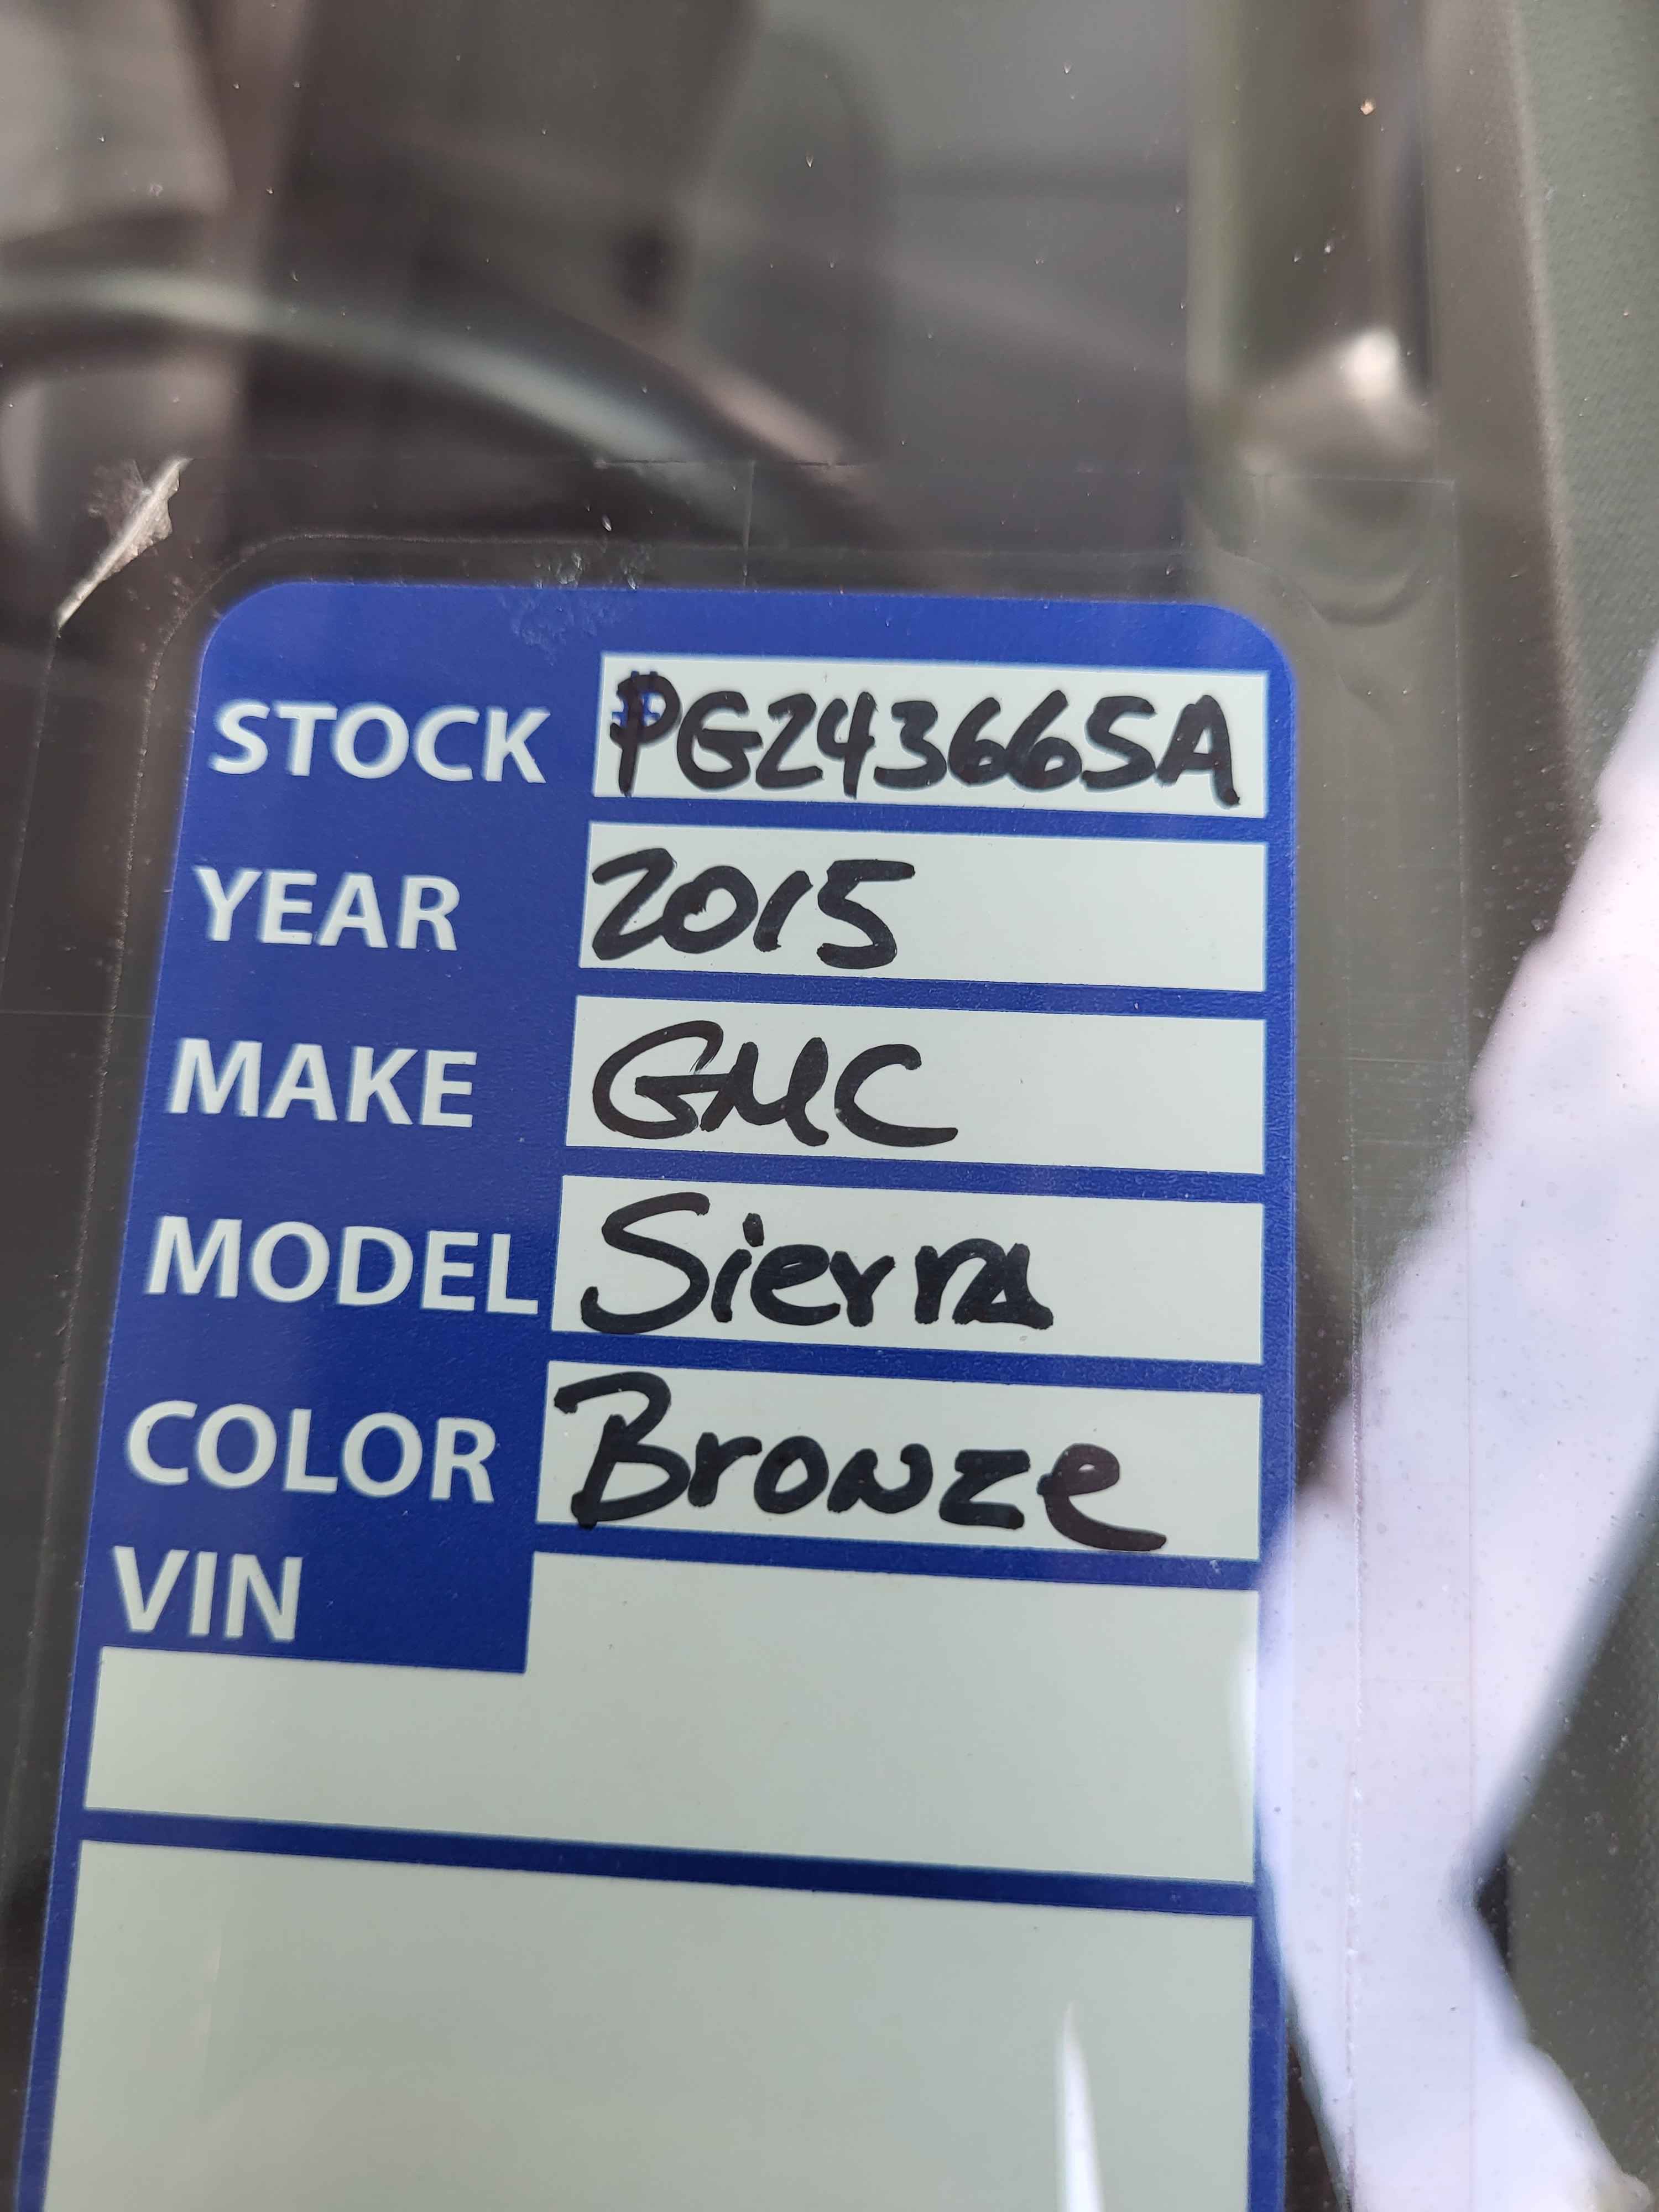 STOCK #PG243665A
YEAR 2015
MAKE GMC
MODEL Sierra
COLOR Bronze
VIN